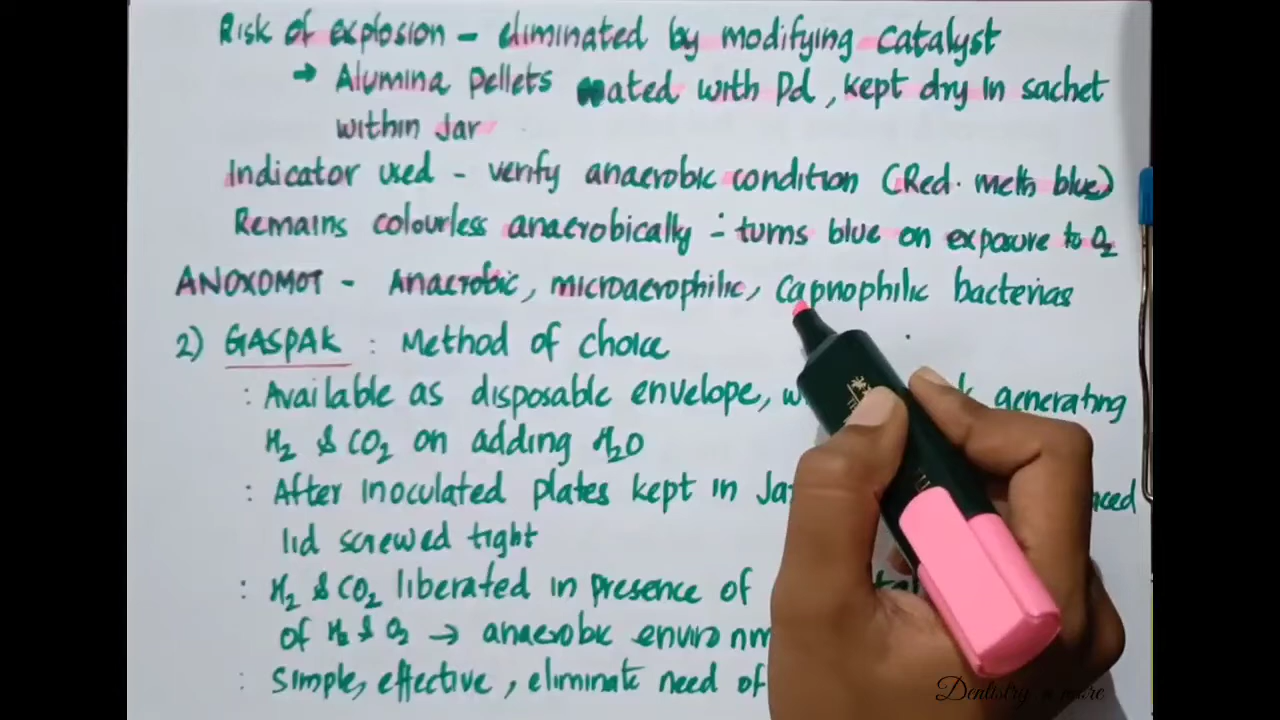 Risk of explosion – eliminated by modifying catalyst
→ Alumina pellets coated with Pd, kept dry in sachet
within Jar
Indicator used - verify anaerobic condition (Red. meth blue)
Remains colourless anaerobically ∴ turns blue on exposure to O₂
ANOXOMOT - Anaerobic, microaerophilic, capnophilic bacterias
2) GASPAK : Method of choice
: Available as disposable envelope, generating
H₂ & CO₂ on adding H₂O
: After inoculated plates kept in Jar
lid screwed tight
: H₂ & CO₂ liberated in presence of
of H₂ & O₂ → anaerobic
: Simple, effective, eliminate need of
Dentistry n more